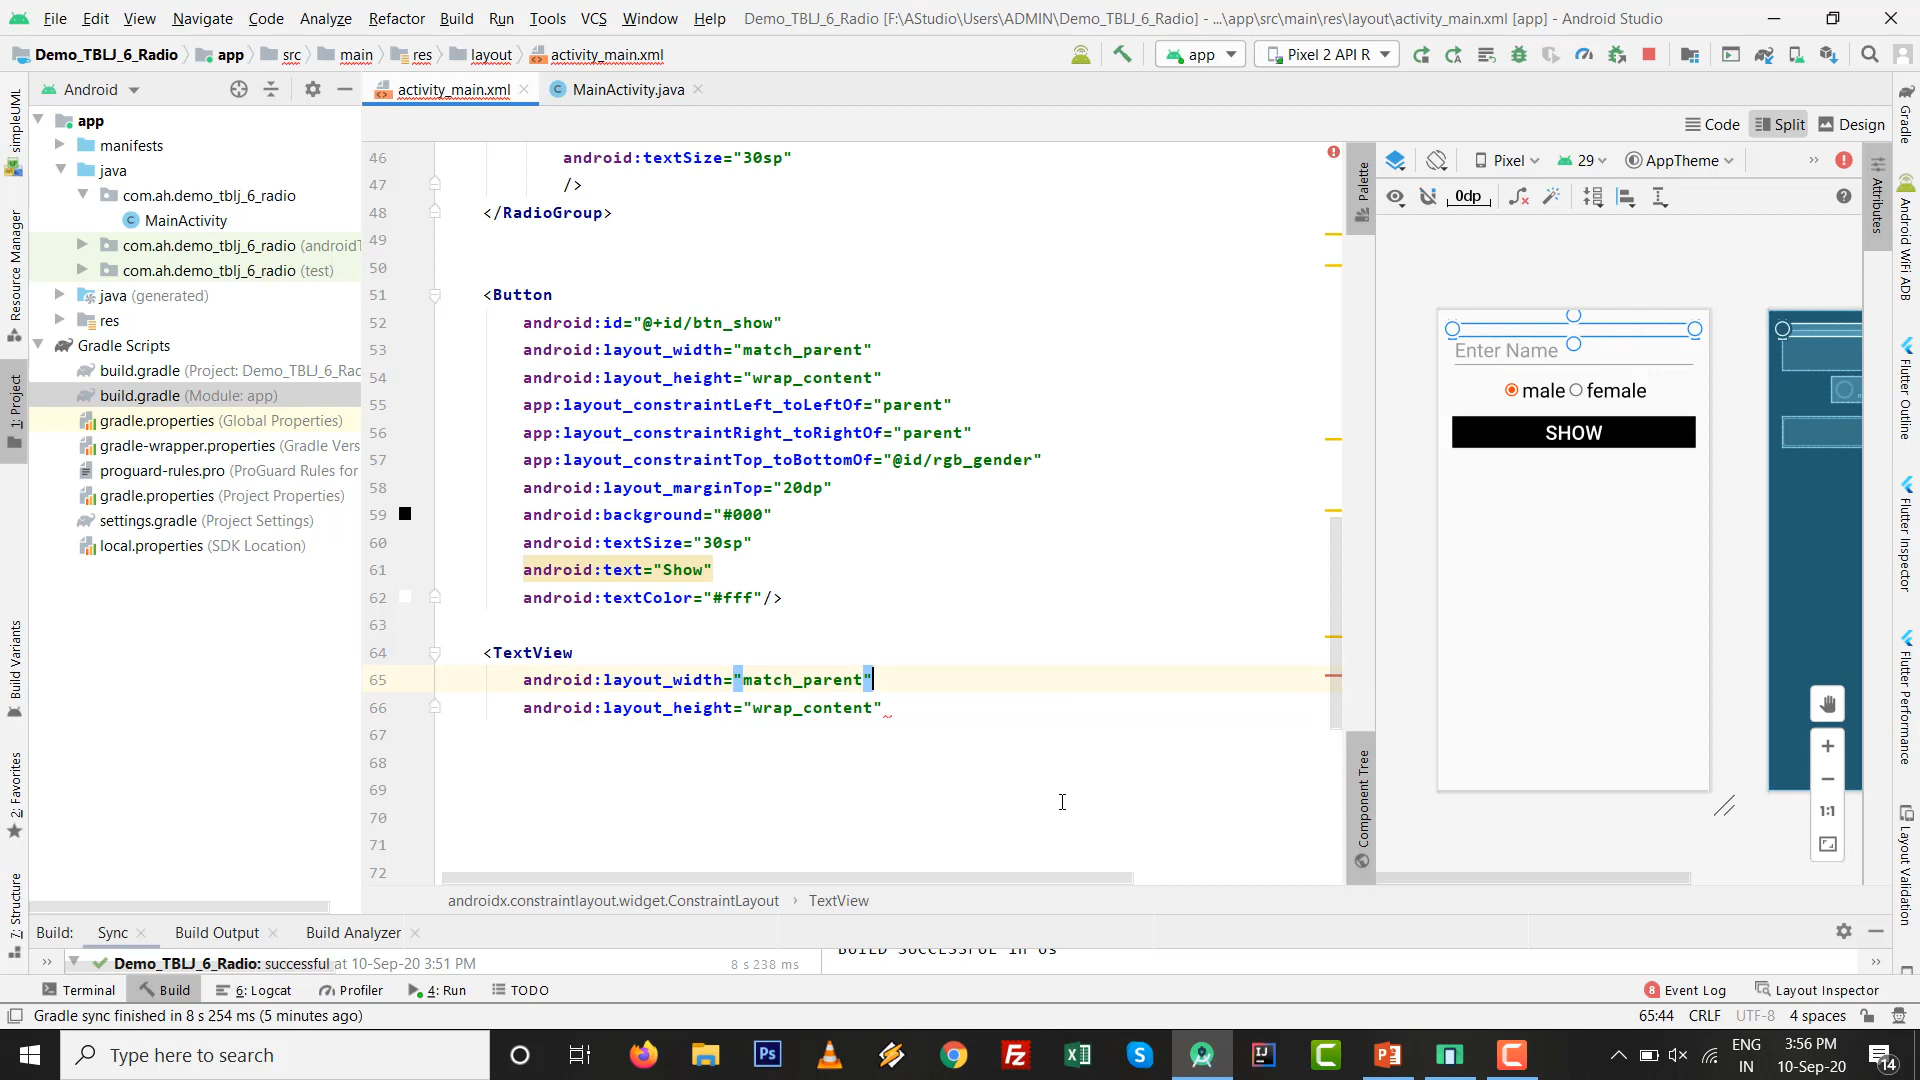 File Edit View Navigate Code Analyze Refactor Build Run Tools VCS Window Help Demo_TBLJ_6_Radio [F:\AStudio\Users\ADMIN\Demo_TBLJ_6_Radio] - ...\app\src\main\res\layout\activity_main.xml [app] - Android Studio
Demo_TBLJ_6_Radio app src main res layout activity_main.xml app Pixel 2 API R
Android activity_main.xml MainActivity.java
Code Split Design
app
manifests
java
com.ah.demo_tblj_6_radio
MainActivity
com.ah.demo_tblj_6_radio (androidT
com.ah.demo_tblj_6_radio (test)
java (generated)
res
Gradle Scripts
build.gradle (Project: Demo_TBLJ_6_Rac
build.gradle (Module: app)
gradle.properties (Global Properties)
gradle-wrapper.properties (Gradle Vers
proguard-rules.pro (ProGuard Rules for
gradle.properties (Project Properties)
settings.gradle (Project Settings)
local.properties (SDK Location)
simpleUML
Resource Manager
1: Project
Build Variants
2: Favorites
7: Structure
46 android:textSize="30sp"
47 />
48 </RadioGroup>
49
50
51 <Button
52 android:id="@+id/btn_show"
53 android:layout_width="match_parent"
54 android:layout_height="wrap_content"
55 app:layout_constraintLeft_toLeftOf="parent"
56 app:layout_constraintRight_toRightOf="parent"
57 app:layout_constraintTop_toBottomOf="@id/rgb_gender"
58 android:layout_marginTop="20dp"
59 android:background="#000"
60 android:textSize="30sp"
61 android:text="Show"
62 android:textColor="#fff"/>
63
64 <TextView
65 android:layout_width="match_parent"
66 android:layout_height="wrap_content"
67
68
69
70
71
72
androidx.constraintlayout.widget.ConstraintLayout › TextView
Palette
Component Tree
Pixel 29 AppTheme
0dp
Enter Name
male female
SHOW
1:1
Attributes
Gradle
Android WiFi ADB
Flutter Outline
Flutter Inspector
Flutter Performance
Layout Validation
Build: Sync Build Output Build Analyzer
Demo_TBLJ_6_Radio: successful at 10-Sep-20 3:51 PM 8 s 238 ms
BUILD SUCCESSFUL in 0s
Terminal Build 6: Logcat Profiler 4: Run TODO 8 Event Log Layout Inspector
Gradle sync finished in 8 s 254 ms (5 minutes ago) 65:44 CRLF UTF-8 4 spaces
Type here to search
Ps
ENG
IN
3:56 PM
10-Sep-20
14